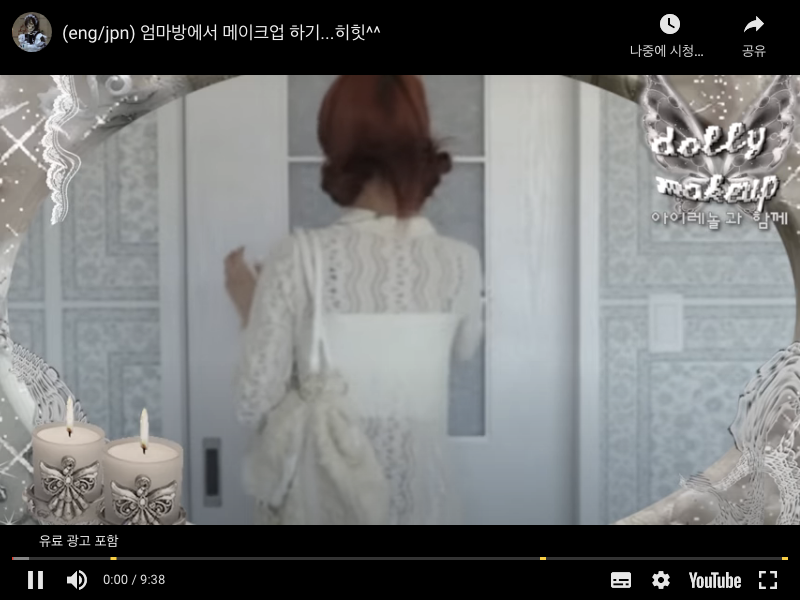 (eng/jpn) 엄마방에서 메이크업 하기...히힛^^
나중에 시청...
공유
dolly
makeup
아이레놀과 함께
유료 광고 포함
0:00 / 9:38
YouTube